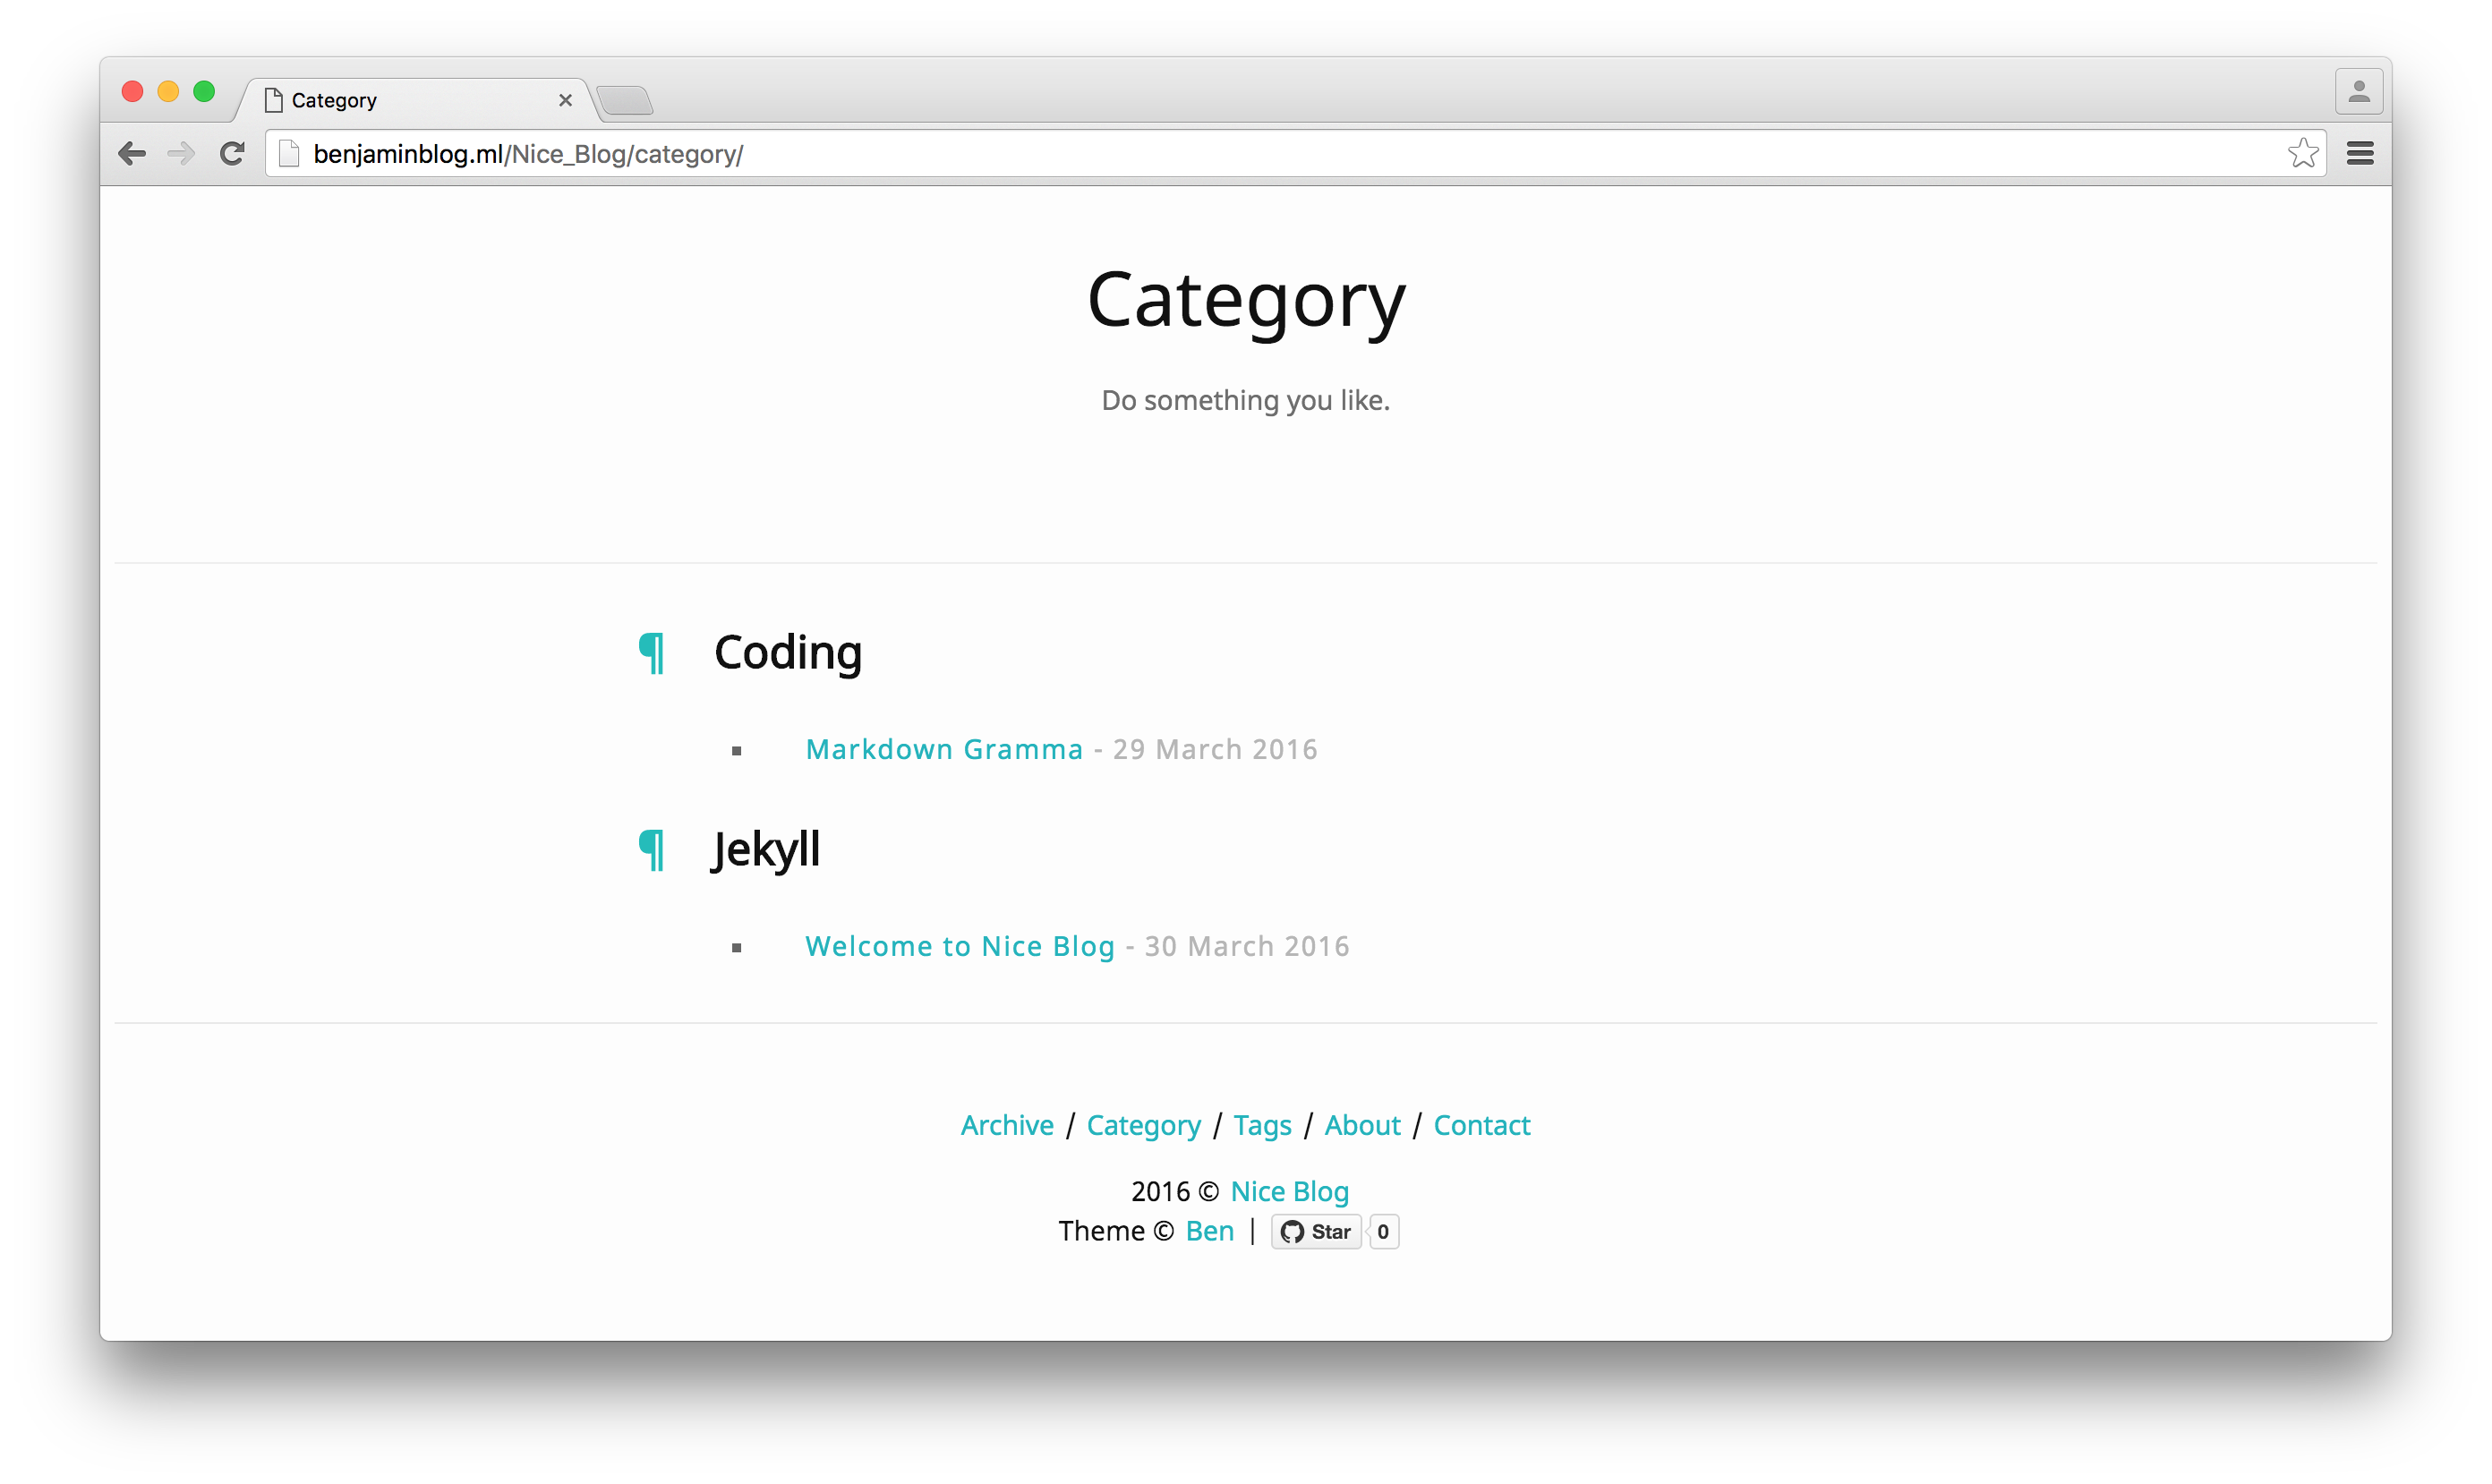 Category
benjaminblog.ml/Nice_Blog/category/
Category
Do something you like.
¶ Coding
▪ Markdown Gramma - 29 March 2016
¶ Jekyll
▪ Welcome to Nice Blog - 30 March 2016
Archive / Category / Tags / About / Contact
2016 © Nice Blog
Theme © Ben | Star 0